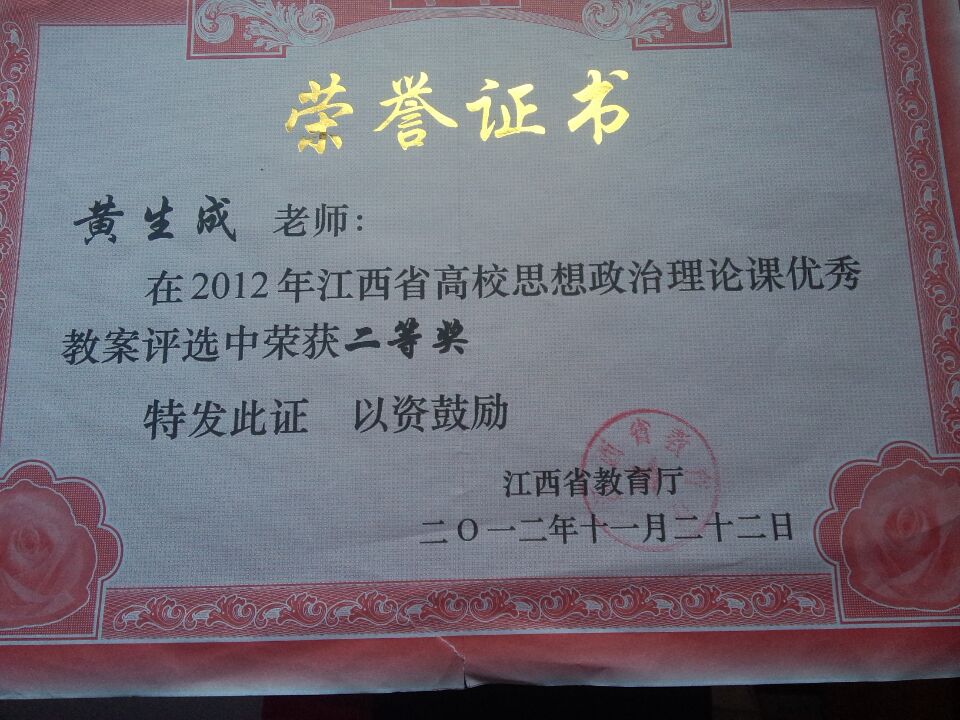 荣誉证书
黄生成 老师：
在2012年江西省高校思想政治理论课优秀
教案评选中荣获二等奖
特发此证 以资鼓励
江西省教育厅
二〇一二年十一月二十二日